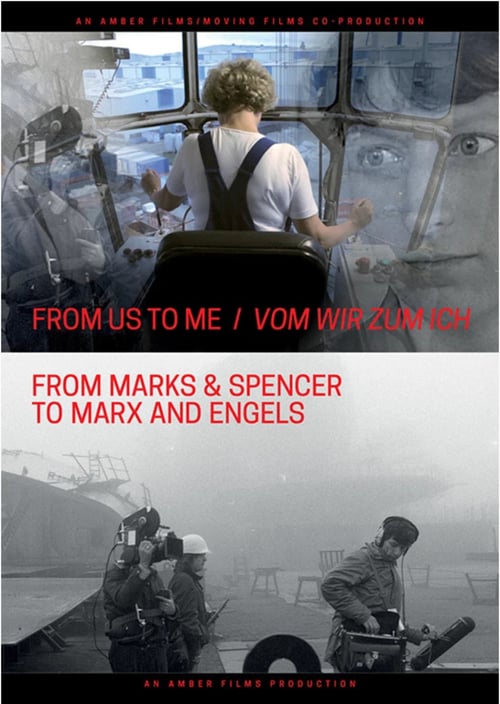 AN AMBER FILMS/MOVING FILMS CO-PRODUCTION
FROM US TO ME / VOM WIR ZUM ICH
FROM MARKS & SPENCER
TO MARX AND ENGELS
AN AMBER FILMS PRODUCTION